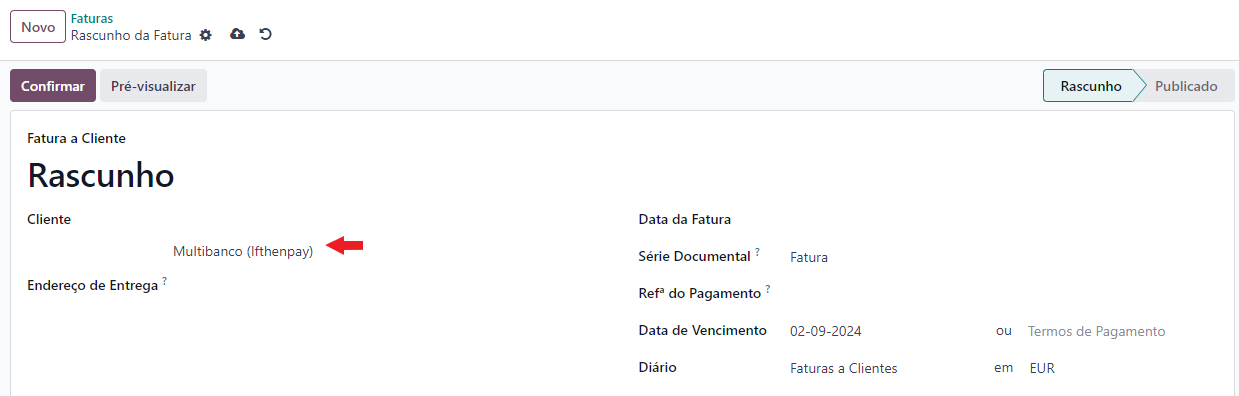 Novo
Faturas
Rascunho da Fatura
Confirmar
Pré-visualizar
Rascunho
Publicado
Fatura a Cliente
Rascunho
Cliente
Multibanco (Ifthenpay)
Endereço de Entrega ?
Data da Fatura
Série Documental ? Fatura
Refª do Pagamento ?
Data de Vencimento 02-09-2024 ou Termos de Pagamento
Diário Faturas a Clientes em EUR